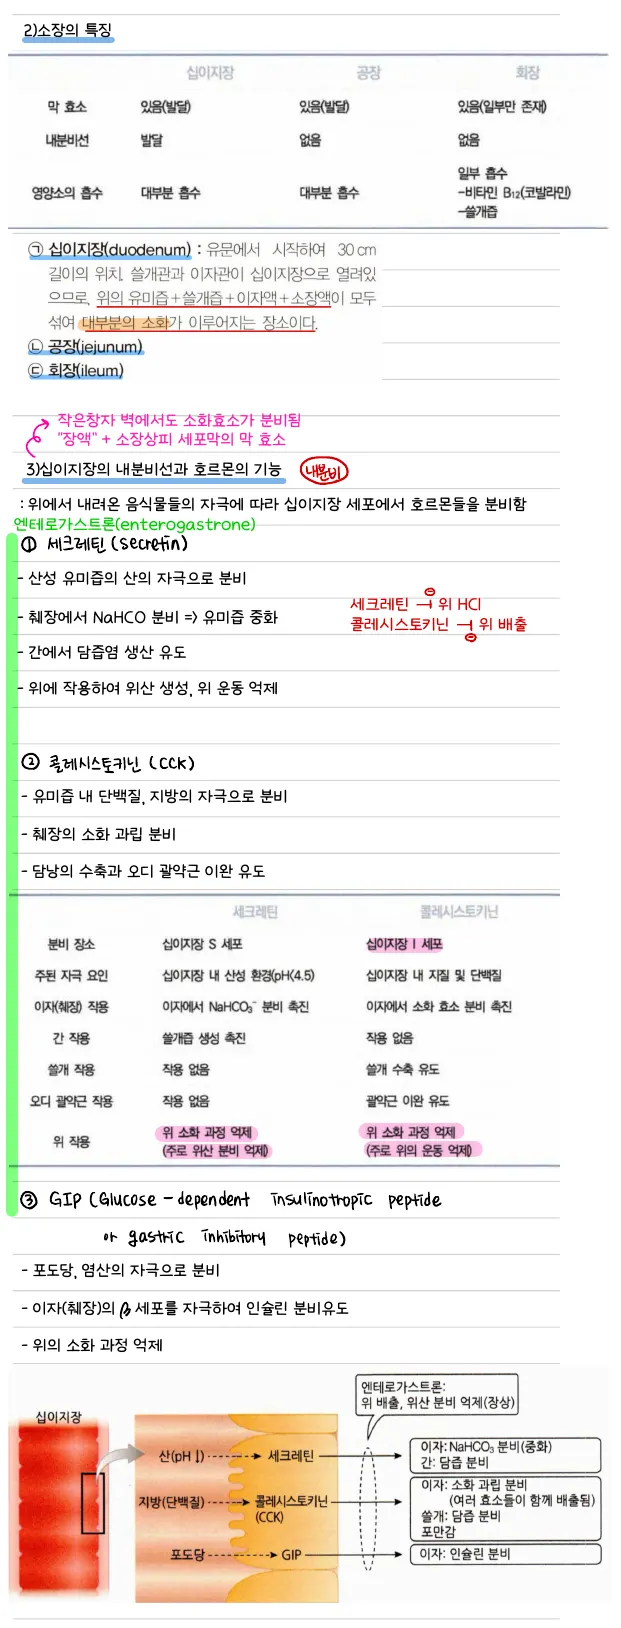 2)소장의 특징
십이지장 공장 회장
막 효소 있음(발달) 있음(발달) 있음(일부만 존재)
내분비선 발달 없음 없음
영양소의 흡수 대부분 흡수 대부분 흡수 일부 흡수
-비타민 B12(코발라민)
-쓸개즙
㉠ 십이지장(duodenum) : 유문에서 시작하여 30 cm
길이의 위치. 쓸개관과 이자관이 십이지장으로 열려있
으므로, 위의 유미즙+쓸개즙+이자액+소장액이 모두
섞여 대부분의 소화가 이루어지는 장소이다.
㉡ 공장(jejunum)
㉢ 회장(ileum)
작은창자 벽에서도 소화효소가 분비됨
"장액" + 소장상피 세포막의 막 효소
3)십이지장의 내분비선과 호르몬의 기능 내분비
: 위에서 내려온 음식물들의 자극에 따라 십이지장 세포에서 호르몬들을 분비함
엔테로가스트론(enterogastrone)
① 세크레틴 (secretin)
- 산성 유미즙의 산의 자극으로 분비
- 췌장에서 NaHCO 분비 => 유미즙 중화
- 간에서 담즙염 생산 유도
- 위에 작용하여 위산 생성, 위 운동 억제
⊖
세크레틴 ⊣ 위 HCl
콜레시스토키닌 ⊣ 위 배출
⊖
② 콜레시스토키닌 (CCK)
- 유미즙 내 단백질, 지방의 자극으로 분비
- 췌장의 소화 과립 분비
- 담낭의 수축과 오디 괄약근 이완 유도
세크레틴 콜레시스토키닌
분비 장소 십이지장 S 세포 십이지장 I 세포
주된 자극 요인 십이지장 내 산성 환경(pH(4.5) 십이지장 내 지질 및 단백질
이자(췌장) 작용 이자에서 NaHCO3⁻ 분비 촉진 이자에서 소화 효소 분비 촉진
간 작용 쓸개즙 생성 촉진 작용 없음
쓸개 작용 작용 없음 쓸개 수축 유도
오디 괄약근 작용 작용 없음 괄약근 이완 유도
위 작용 위 소화 과정 억제 위 소화 과정 억제
(주로 위산 분비 억제) (주로 위의 운동 억제)
③ GIP (Glucose-dependent insulinotropic peptide
or gastric inhibitory peptide)
- 포도당, 염산의 자극으로 분비
- 이자(췌장)의 β 세포를 자극하여 인슐린 분비유도
- 위의 소화 과정 억제
엔테로가스트론:
위 배출, 위산 분비 억제(장상)
십이지장
산(pH↓) 세크레틴 이자: NaHCO3 분비(중화)
간: 담즙 분비
지방(단백질) 콜레시스토키닌
(CCK)
이자: 소화 과립 분비
(여러 효소들이 함께 배출됨)
쓸개: 담즙 분비
포만감
포도당 GIP 이자: 인슐린 분비